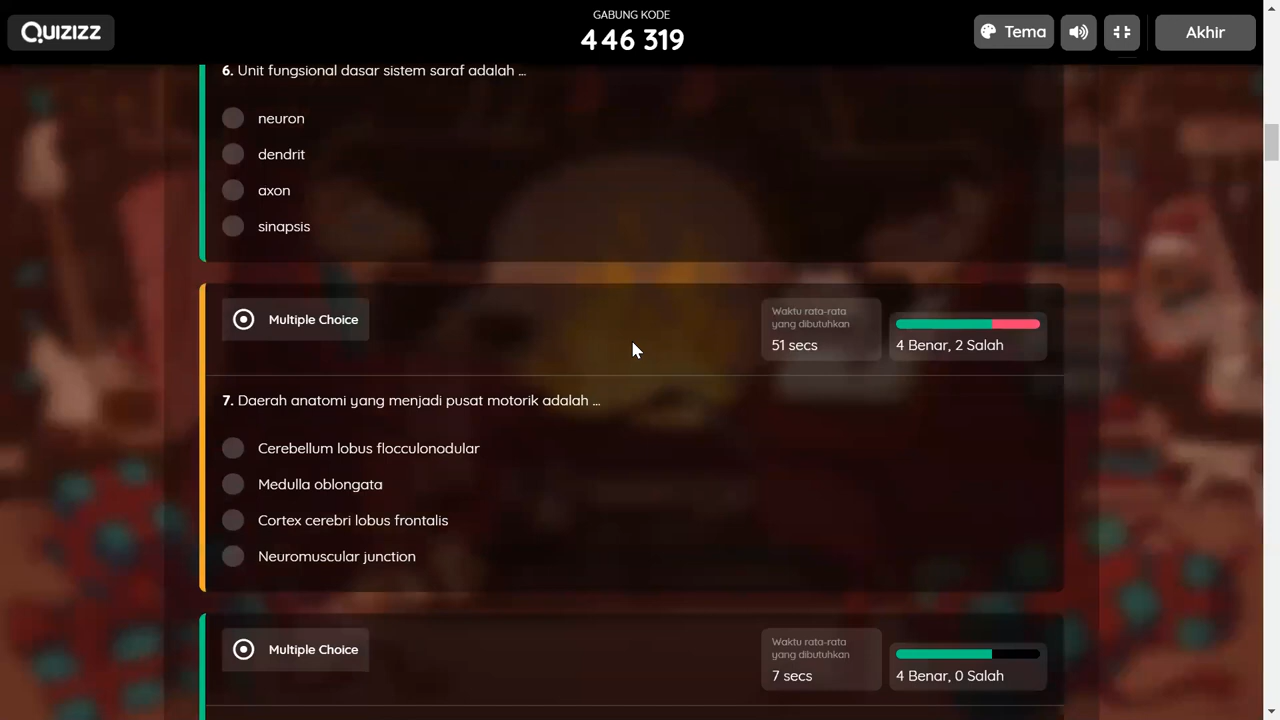 Quizizz
GABUNG KODE
446 319
Tema
Akhir
6. Unit fungsional dasar sistem saraf adalah ...
neuron
dendrit
axon
sinapsis
Multiple Choice
Waktu rata-rata
yang dibutuhkan
51 secs
4 Benar, 2 Salah
7. Daerah anatomi yang menjadi pusat motorik adalah ...
Cerebellum lobus flocculonodular
Medulla oblongata
Cortex cerebri lobus frontalis
Neuromuscular junction
Multiple Choice
Waktu rata-rata
yang dibutuhkan
7 secs
4 Benar, 0 Salah